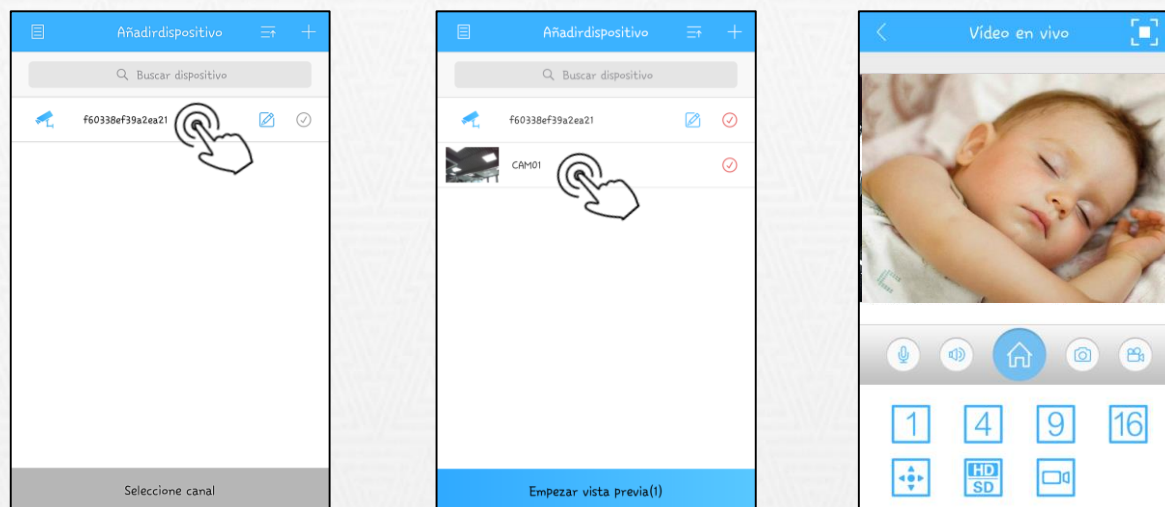 Añadirdispositivo
Buscar dispositivo
f60338ef39a2ea21
Seleccione canal
Añadirdispositivo
Buscar dispositivo
f60338ef39a2ea21
CAM01
Empezar vista previa(1)
Vídeo en vivo
1 4 9 16
HD
SD